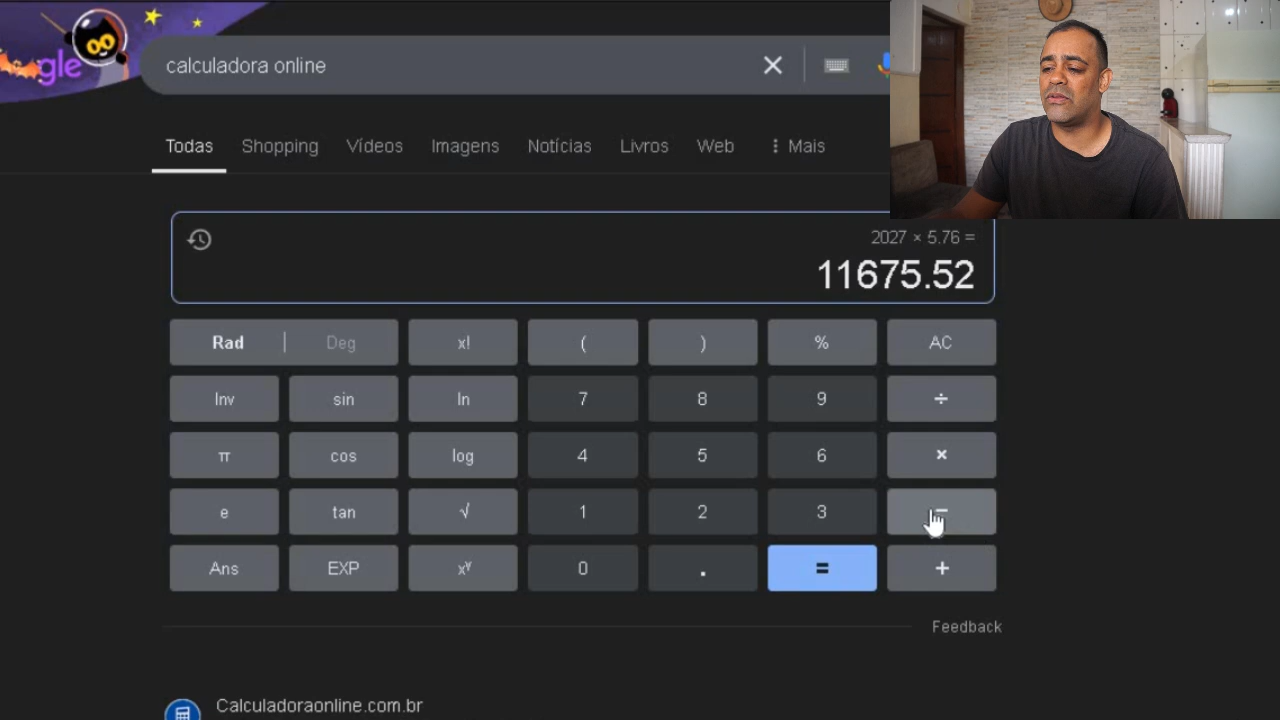 gle
calculadora online
Todas Shopping Vídeos Imagens Notícias Livros Web Mais
2027 × 5.76 =
11675.52
Rad | Deg x! ( ) % AC
Inv sin ln 7 8 9 ÷
π cos log 4 5 6 ×
e tan √ 1 2 3 −
Ans EXP xʸ 0 . = +
Feedback
Calculadoraonline.com.br